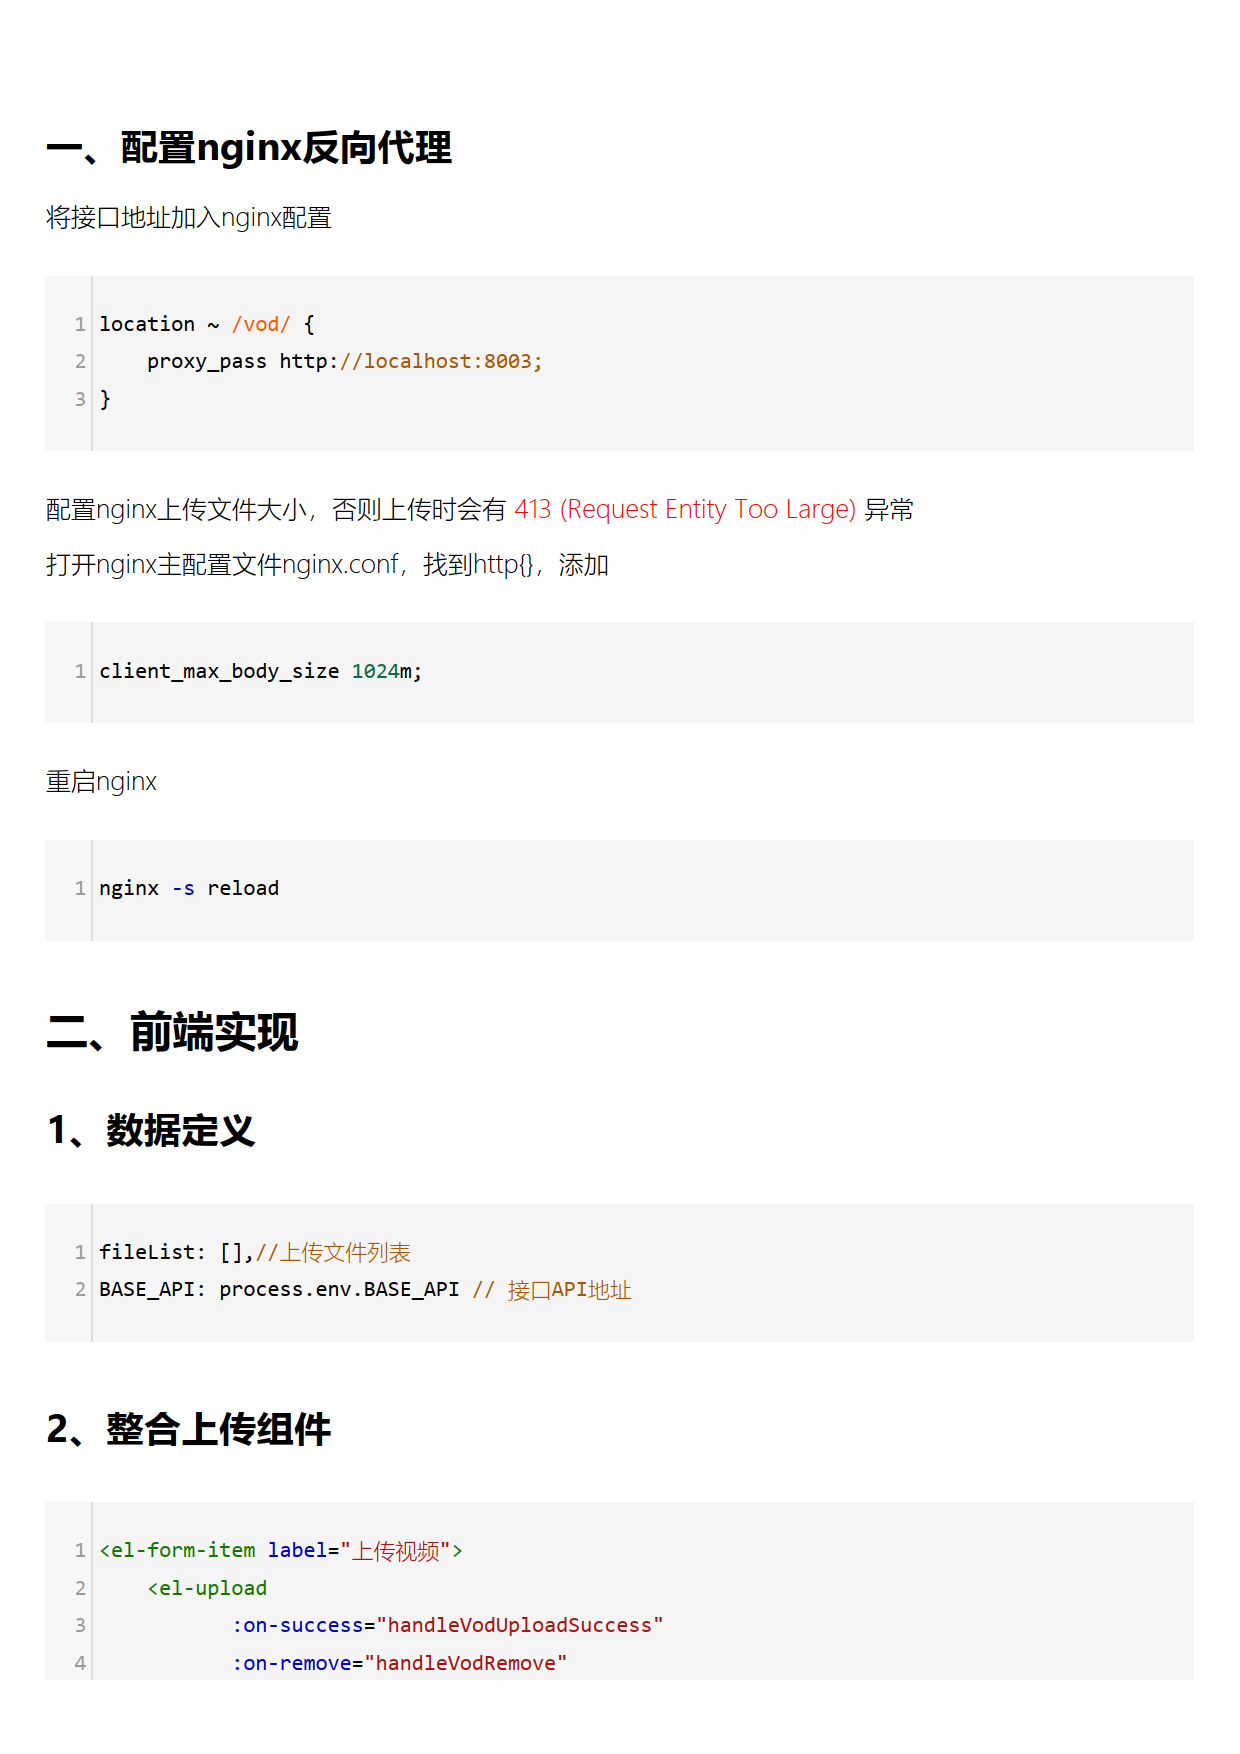 一、配置nginx反向代理
将接口地址加入nginx配置
1 location ~ /vod/ {
2     proxy_pass http://localhost:8003;
3 }
配置nginx上传文件大小，否则上传时会有 413 (Request Entity Too Large) 异常
打开nginx主配置文件nginx.conf，找到http{}，添加
1 client_max_body_size 1024m;
重启nginx
1 nginx -s reload
二、前端实现
1、数据定义
1 fileList: [],//上传文件列表
2 BASE_API: process.env.BASE_API // 接口API地址
2、整合上传组件
1 <el-form-item label="上传视频">
2     <el-upload
3            :on-success="handleVodUploadSuccess"
4            :on-remove="handleVodRemove"